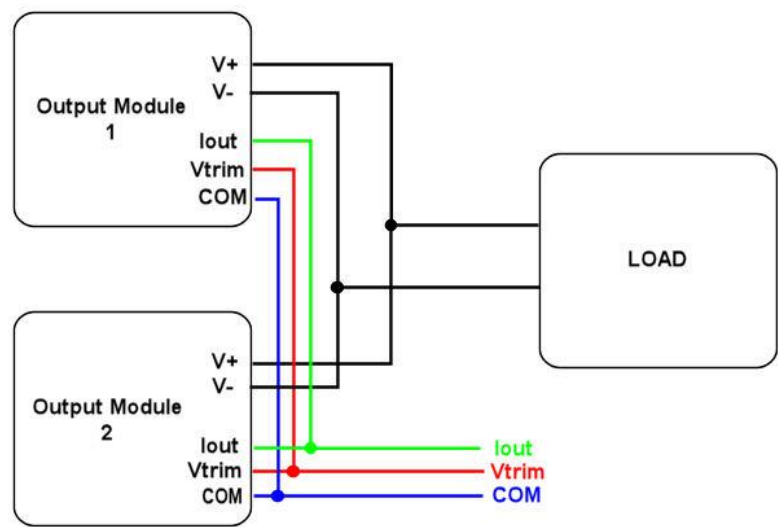 Output Module
1
V+
V-
Iout
Vtrim
COM
LOAD
Output Module
2
V+
V-
Iout
Vtrim
COM
Iout
Vtrim
COM